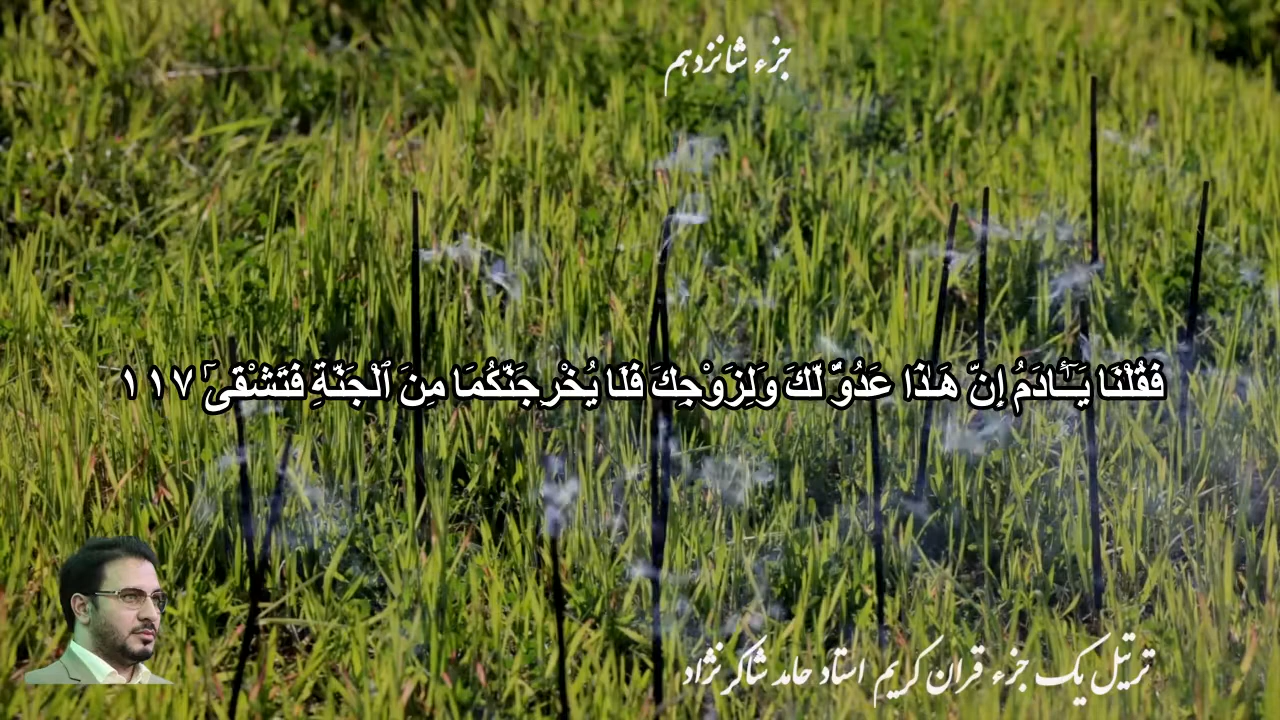 جزء شانزدهم
فَقُلْنَا يَـٰٓـَٔادَمُ إِنَّ هَـٰذَا عَدُوࣱّ لَّكَ وَلِزَوْجِكَ فَلَا يُخْرِجَنَّكُمَا مِنَ ٱلْجَنَّةِ فَتَشْقَىٰٓ ١١٧
ترتیل یک جزء قران کریم استاد حامد شاکرنژاد